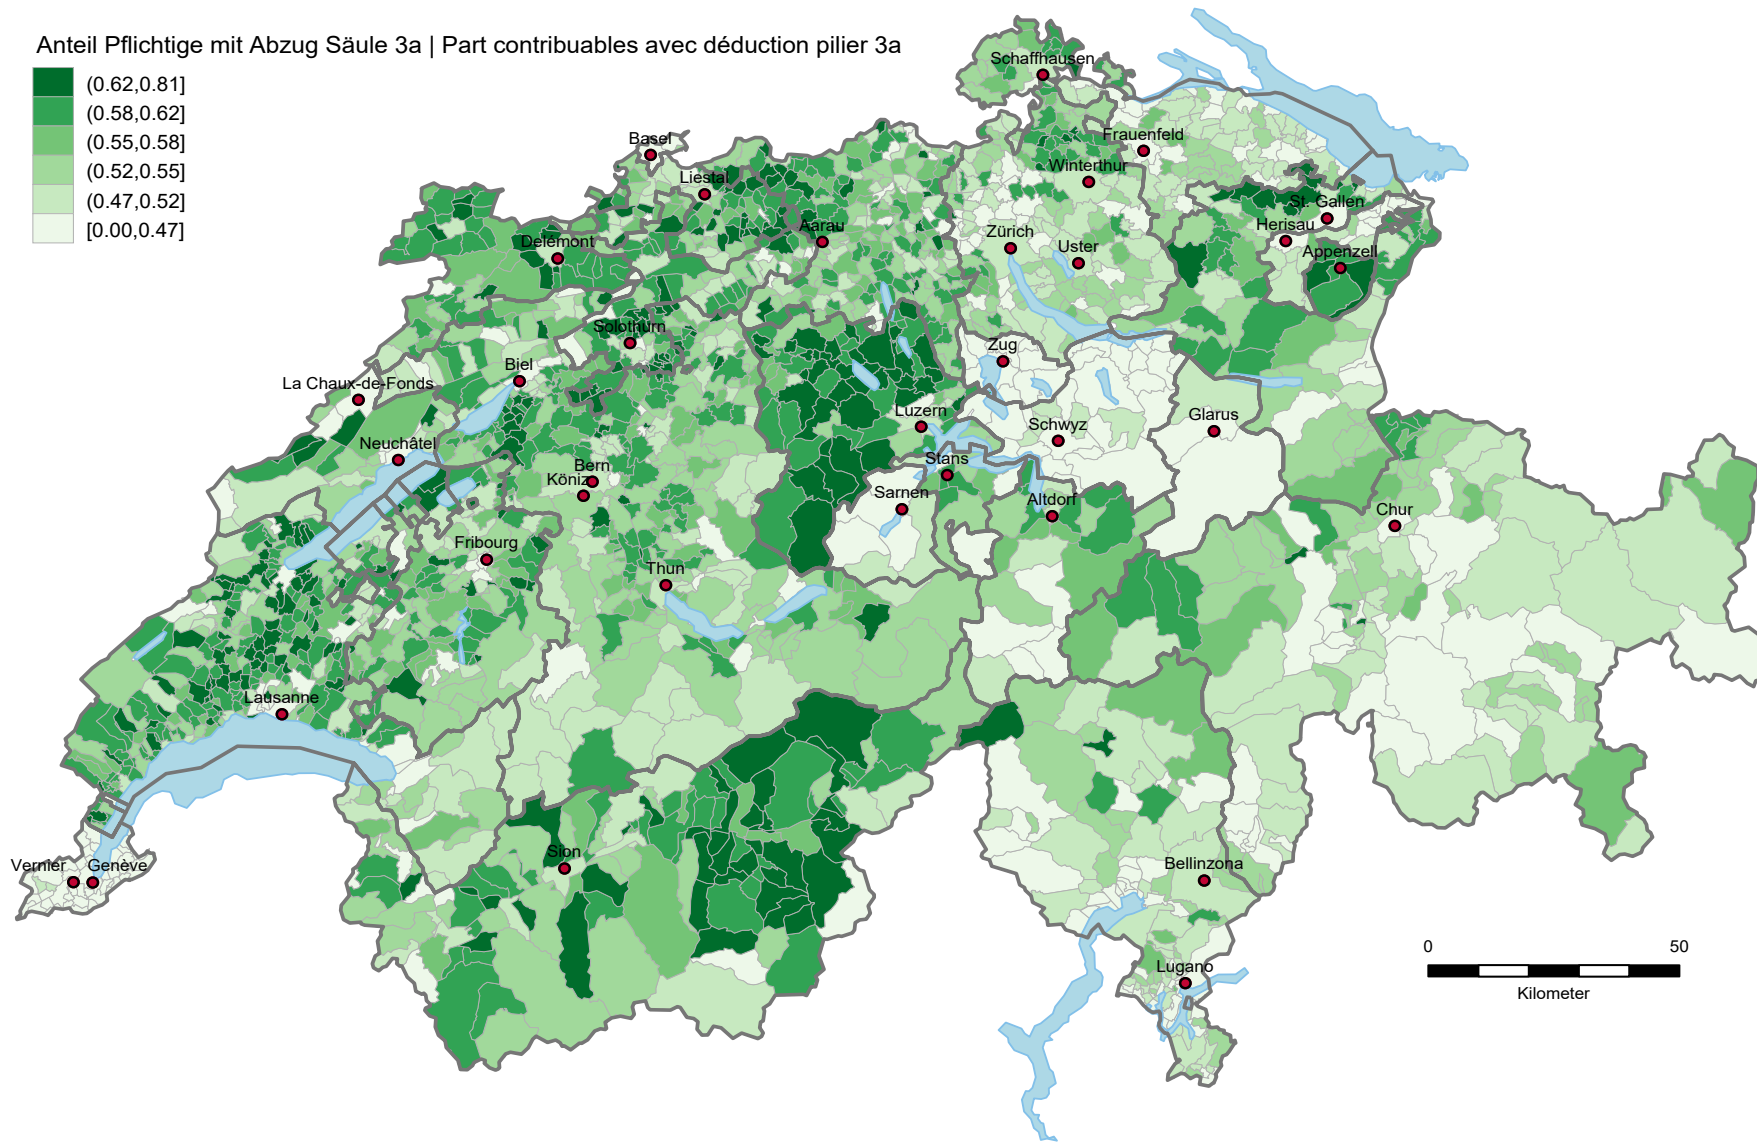 Anteil Pflichtige mit Abzug Säule 3a | Part contribuables avec déduction pilier 3a
(0.62,0.81]
(0.58,0.62]
(0.55,0.58]
(0.52,0.55]
(0.47,0.52]
[0.00,0.47]
Schaffhausen
Basel
Frauenfeld
Winterthur
Liestal
St. Gallen
Aarau
Herisau
Zürich
Uster
Delémont
Appenzell
Solothurn
Zug
Biel
La Chaux-de-Fonds
Luzern
Glarus
Schwyz
Neuchâtel
Stans
Bern
Köniz
Sarnen
Altdorf
Chur
Fribourg
Thun
Lausanne
Sion
Vernier
Genève
Bellinzona
Lugano
0 50
Kilometer